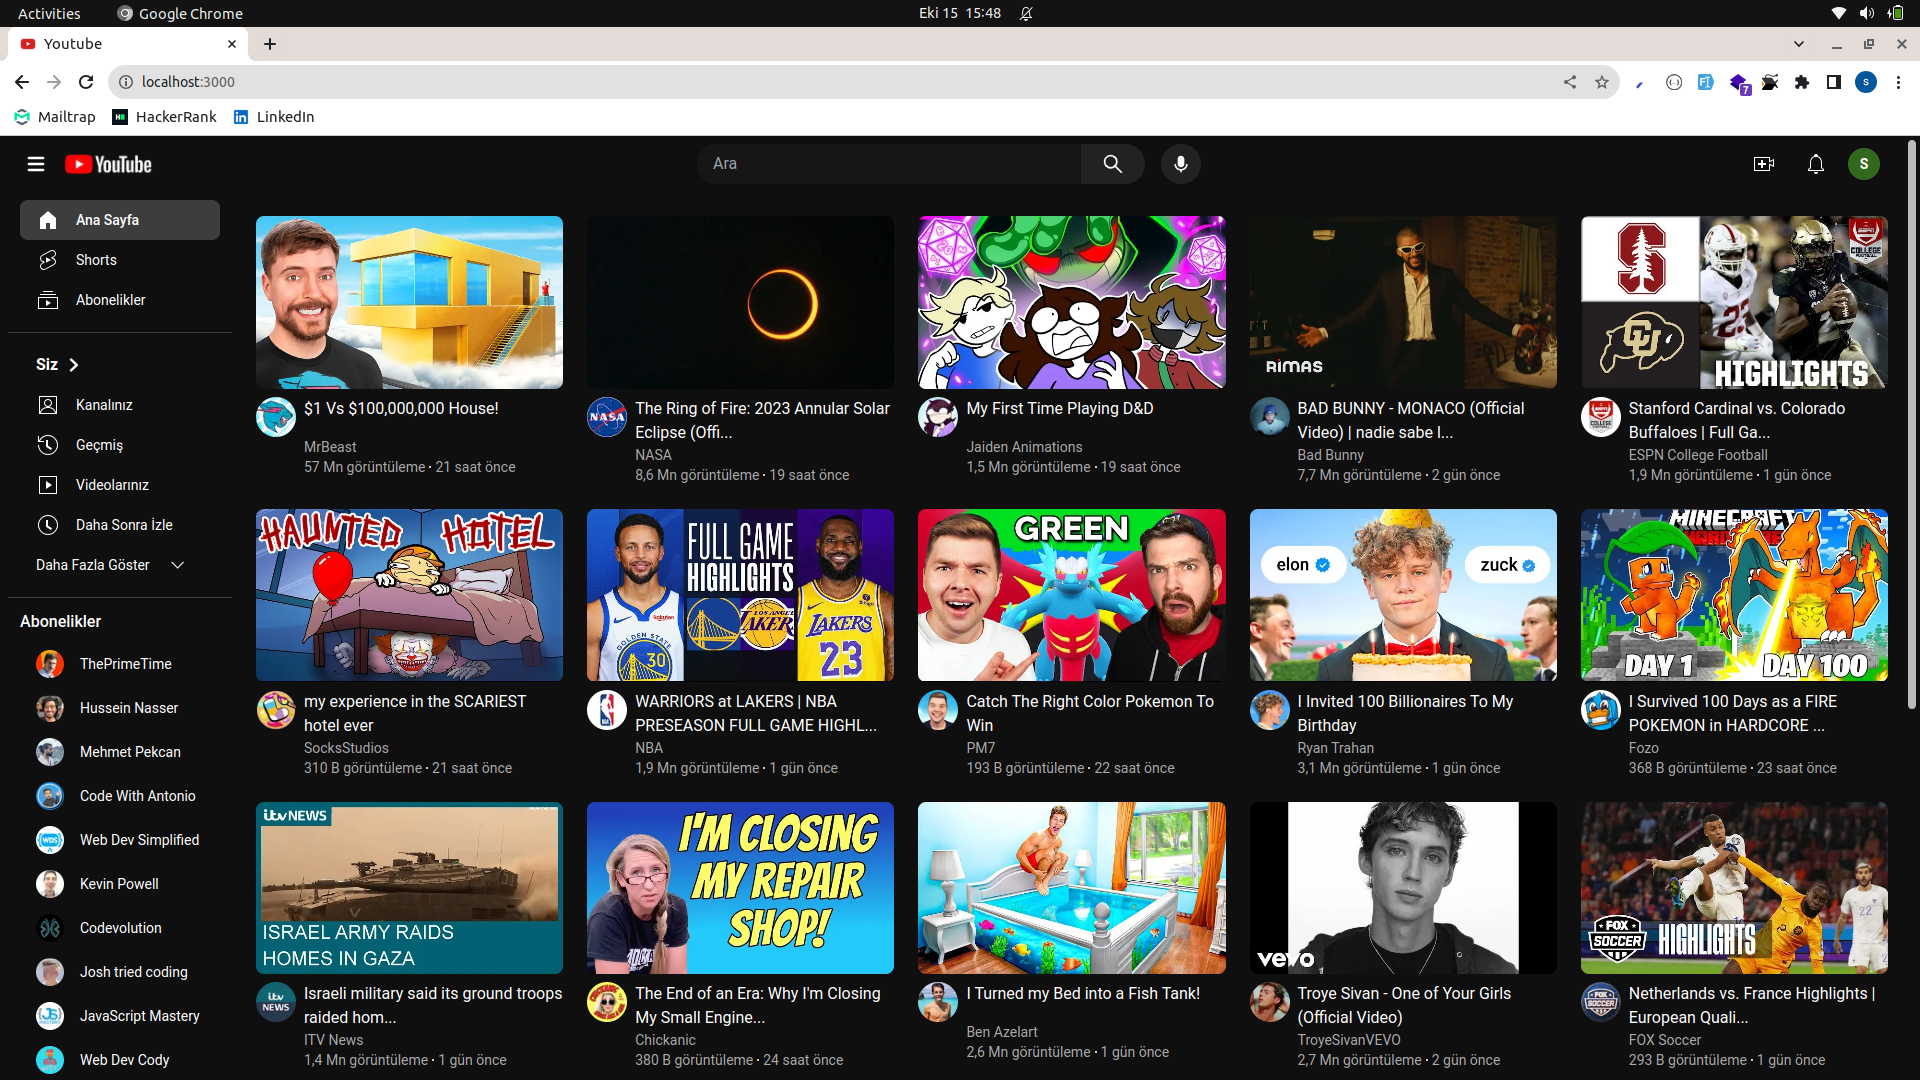 Activities
Google Chrome
Eki 15 15:48
Youtube
localhost:3000
7
S
Mailtrap
HackerRank
LinkedIn
YouTube
Ara
S
Ana Sayfa
Shorts
Abonelikler
Siz
Kanalınız
Geçmiş
Videolarınız
Daha Sonra İzle
Daha Fazla Göster
Abonelikler
ThePrimeTime
Hussein Nasser
Mehmet Pekcan
Code With Antonio
Web Dev Simplified
Kevin Powell
Codevolution
Josh tried coding
JavaScript Mastery
Web Dev Cody
RIMAS
HIGHLIGHTS
$1 Vs $100,000,000 House!
MrBeast
57 Mn görüntüleme · 21 saat önce
NASA
The Ring of Fire: 2023 Annular Solar
Eclipse (Offi...
NASA
8,6 Mn görüntüleme · 19 saat önce
My First Time Playing D&D
Jaiden Animations
1,5 Mn görüntüleme · 19 saat önce
BAD BUNNY - MONACO (Official
Video) | nadie sabe l...
Bad Bunny
7,7 Mn görüntüleme · 2 gün önce
Stanford Cardinal vs. Colorado
Buffaloes | Full Ga...
ESPN College Football
1,9 Mn görüntüleme · 1 gün önce
HAUNTED HOTEL
my experience in the SCARIEST
hotel ever
SocksStudios
310 B görüntüleme · 21 saat önce
FULL GAME
HIGHLIGHTS
GOLDEN STATE
30
LAKERS
23
WARRIORS at LAKERS | NBA
PRESEASON FULL GAME HIGHL...
NBA
1,9 Mn görüntüleme · 1 gün önce
GREEN
Catch The Right Color Pokemon To
Win
PM7
193 B görüntüleme · 22 saat önce
elon
zuck
I Invited 100 Billionaires To My
Birthday
Ryan Trahan
3,1 Mn görüntüleme · 1 gün önce
MINECRAFT
DAY 1
DAY 100
I Survived 100 Days as a FIRE
POKEMON in HARDCORE ...
Fozo
368 B görüntüleme · 23 saat önce
itv NEWS
ISRAEL ARMY RAIDS
HOMES IN GAZA
itv
NEWS
Israeli military said its ground troops
raided hom...
ITV News
1,4 Mn görüntüleme · 1 gün önce
I'M CLOSING
MY REPAIR
SHOP!
The End of an Era: Why I'm Closing
My Small Engine...
Chickanic
380 B görüntüleme · 24 saat önce
I Turned my Bed into a Fish Tank!
Ben Azelart
2,6 Mn görüntüleme · 1 gün önce
vevo
Troye Sivan - One of Your Girls
(Official Video)
TroyeSivanVEVO
2,7 Mn görüntüleme · 2 gün önce
FOX
SOCCER
HIGHLIGHTS
22
Netherlands vs. France Highlights |
European Quali...
FOX Soccer
293 B görüntüleme · 1 gün önce